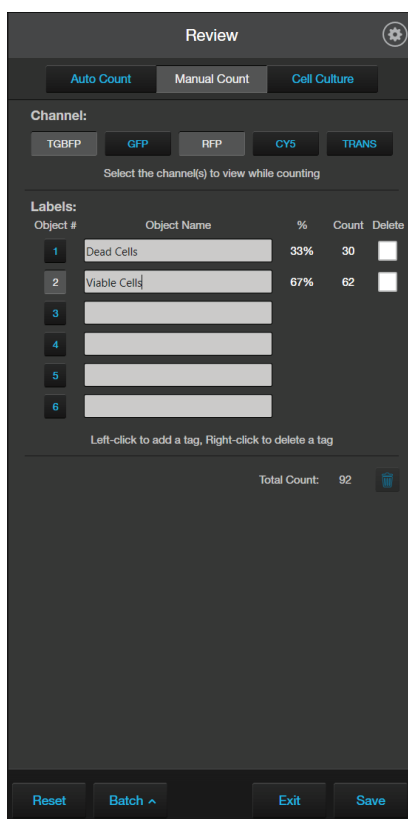 Review
Auto Count Manual Count Cell Culture
Channel:
TGBFP GFP RFP CY5 TRANS
Select the channel(s) to view while counting
Labels:
Object # Object Name % Count Delete
1 Dead Cells 33% 30
2 Viable Cells 67% 62
3
4
5
6
Left-click to add a tag, Right-click to delete a tag
Total Count: 92
Reset Batch Exit Save